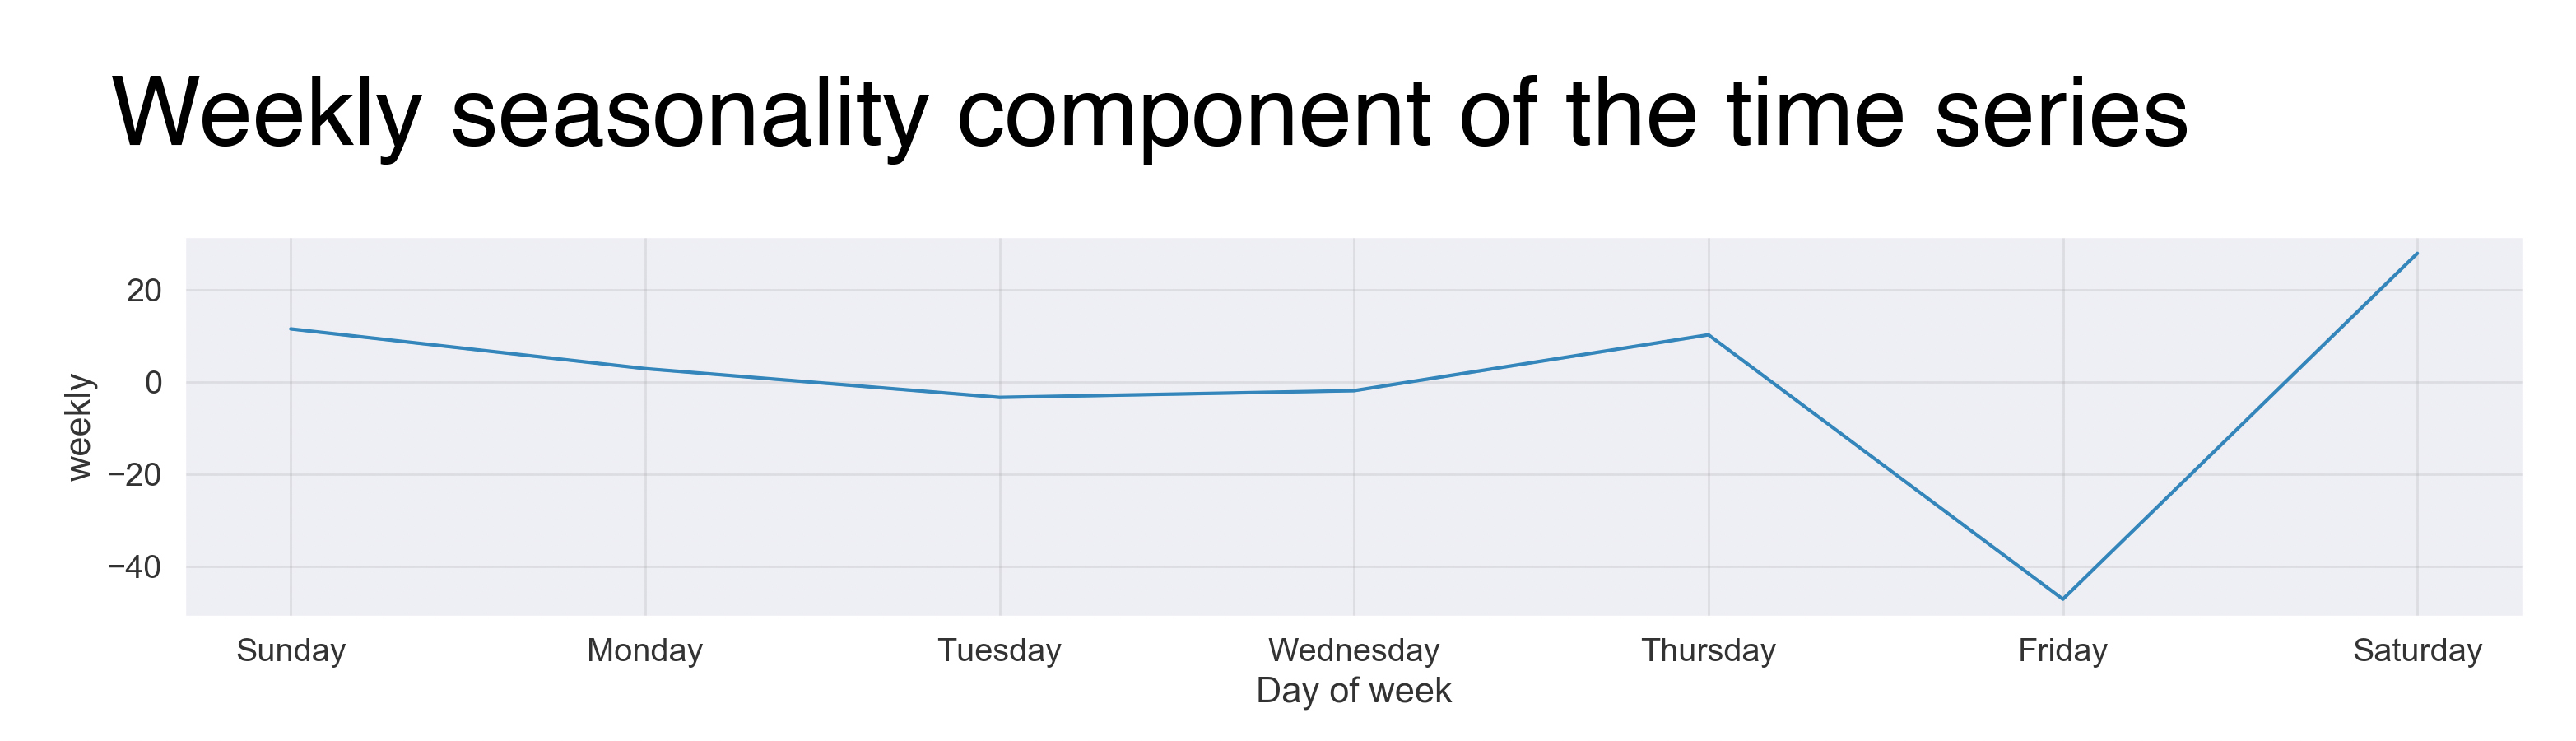 Weekly seasonality component of the time series
20
0
−20
−40
weekly
Sunday Monday Tuesday Wednesday Thursday Friday Saturday
Day of week